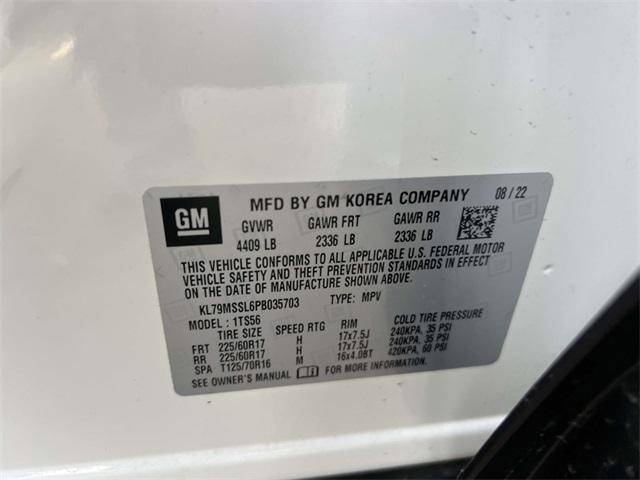 GM MFD BY GM KOREA COMPANY 08 / 22
GVWR GAWR FRT GAWR RR
4409 LB 2336 LB 2336 LB
THIS VEHICLE CONFORMS TO ALL APPLICABLE U.S. FEDERAL MOTOR
VEHICLE SAFETY AND THEFT PREVENTION STANDARDS IN EFFECT
ON THE DATE OF MANUFACTURE SHOWN ABOVE.
KL79MSSL6PB035703 TYPE: MPV
MODEL : 1TS56
TIRE SIZE SPEED RTG RIM COLD TIRE PRESSURE
FRT 225/60R17 H 17x7.5J 240KPA, 35 PSI
RR 225/60R17 H 17x7.5J 240KPA, 35 PSI
SPA T125/70R16 M 16x4.0BT 420KPA, 60 PSI
SEE OWNER'S MANUAL FOR MORE INFORMATION.